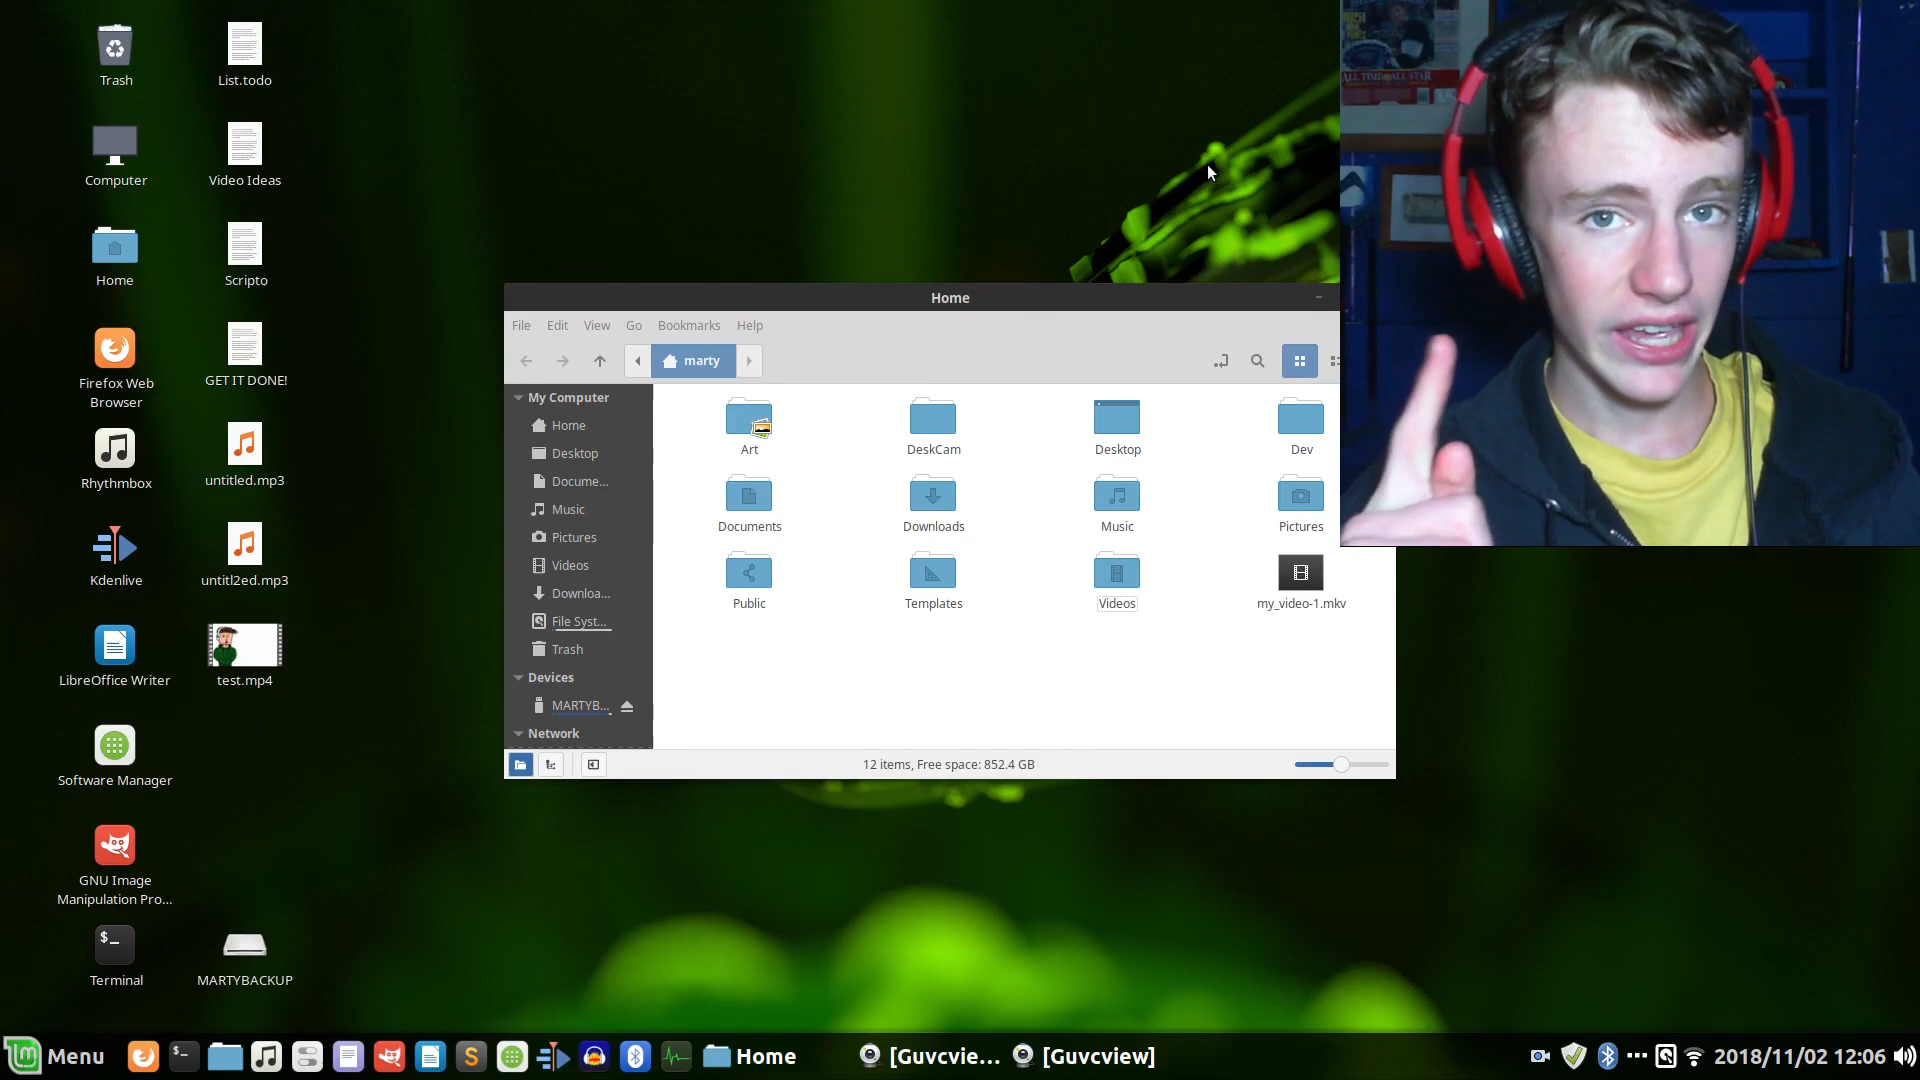 Trash
List.todo
Computer
Video Ideas
Home
Scripto
Firefox Web
Browser
GET IT DONE!
Rhythmbox
untitled.mp3
Kdenlive
untitl2ed.mp3
LibreOffice Writer
test.mp4
Software Manager
GNU Image
Manipulation Pro...
Terminal
MARTYBACKUP
ALL TIME ALL STAR
Home
File Edit View Go Bookmarks Help
marty
My Computer
Home
Desktop
Docume...
Music
Pictures
Videos
Downloa...
File Syst...
Trash
Devices
MARTYB...
Network
Art DeskCam Desktop Dev
Documents Downloads Music Pictures
Public Templates Videos my_video-1.mkv
12 items, Free space: 852.4 GB
Menu
$_
Home
[Guvcvie...
[Guvcview]
2018/11/02 12:06